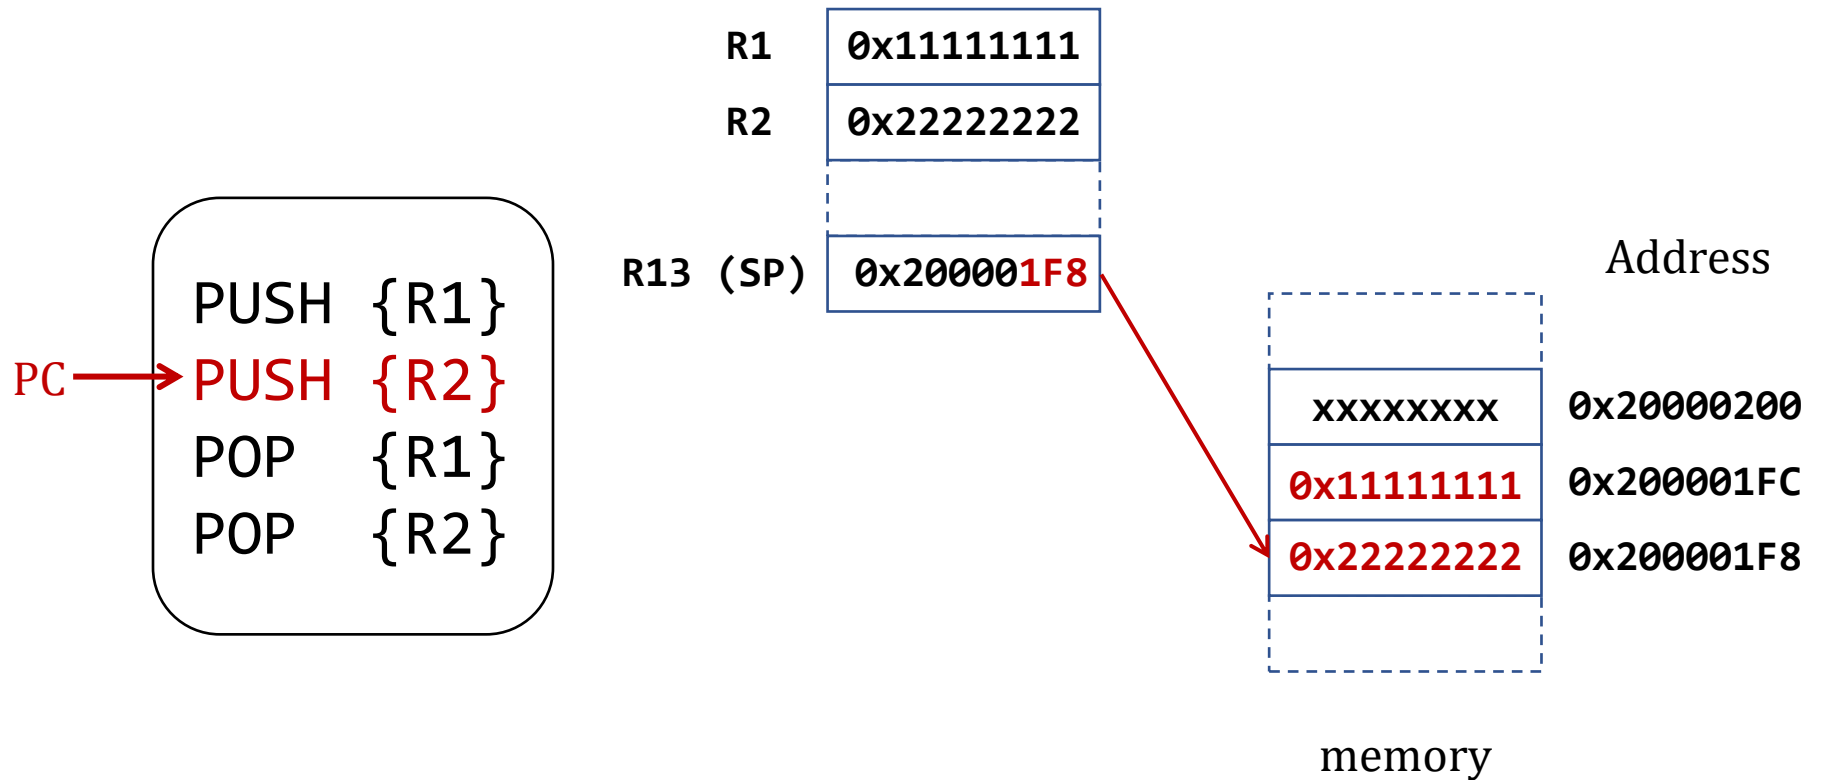 R1 0x11111111
R2 0x22222222
R13 (SP) 0x200001F8
PC
PUSH {R1}
PUSH {R2}
POP {R1}
POP {R2}
Address
xxxxxxxx 0x20000200
0x11111111 0x200001FC
0x22222222 0x200001F8
memory